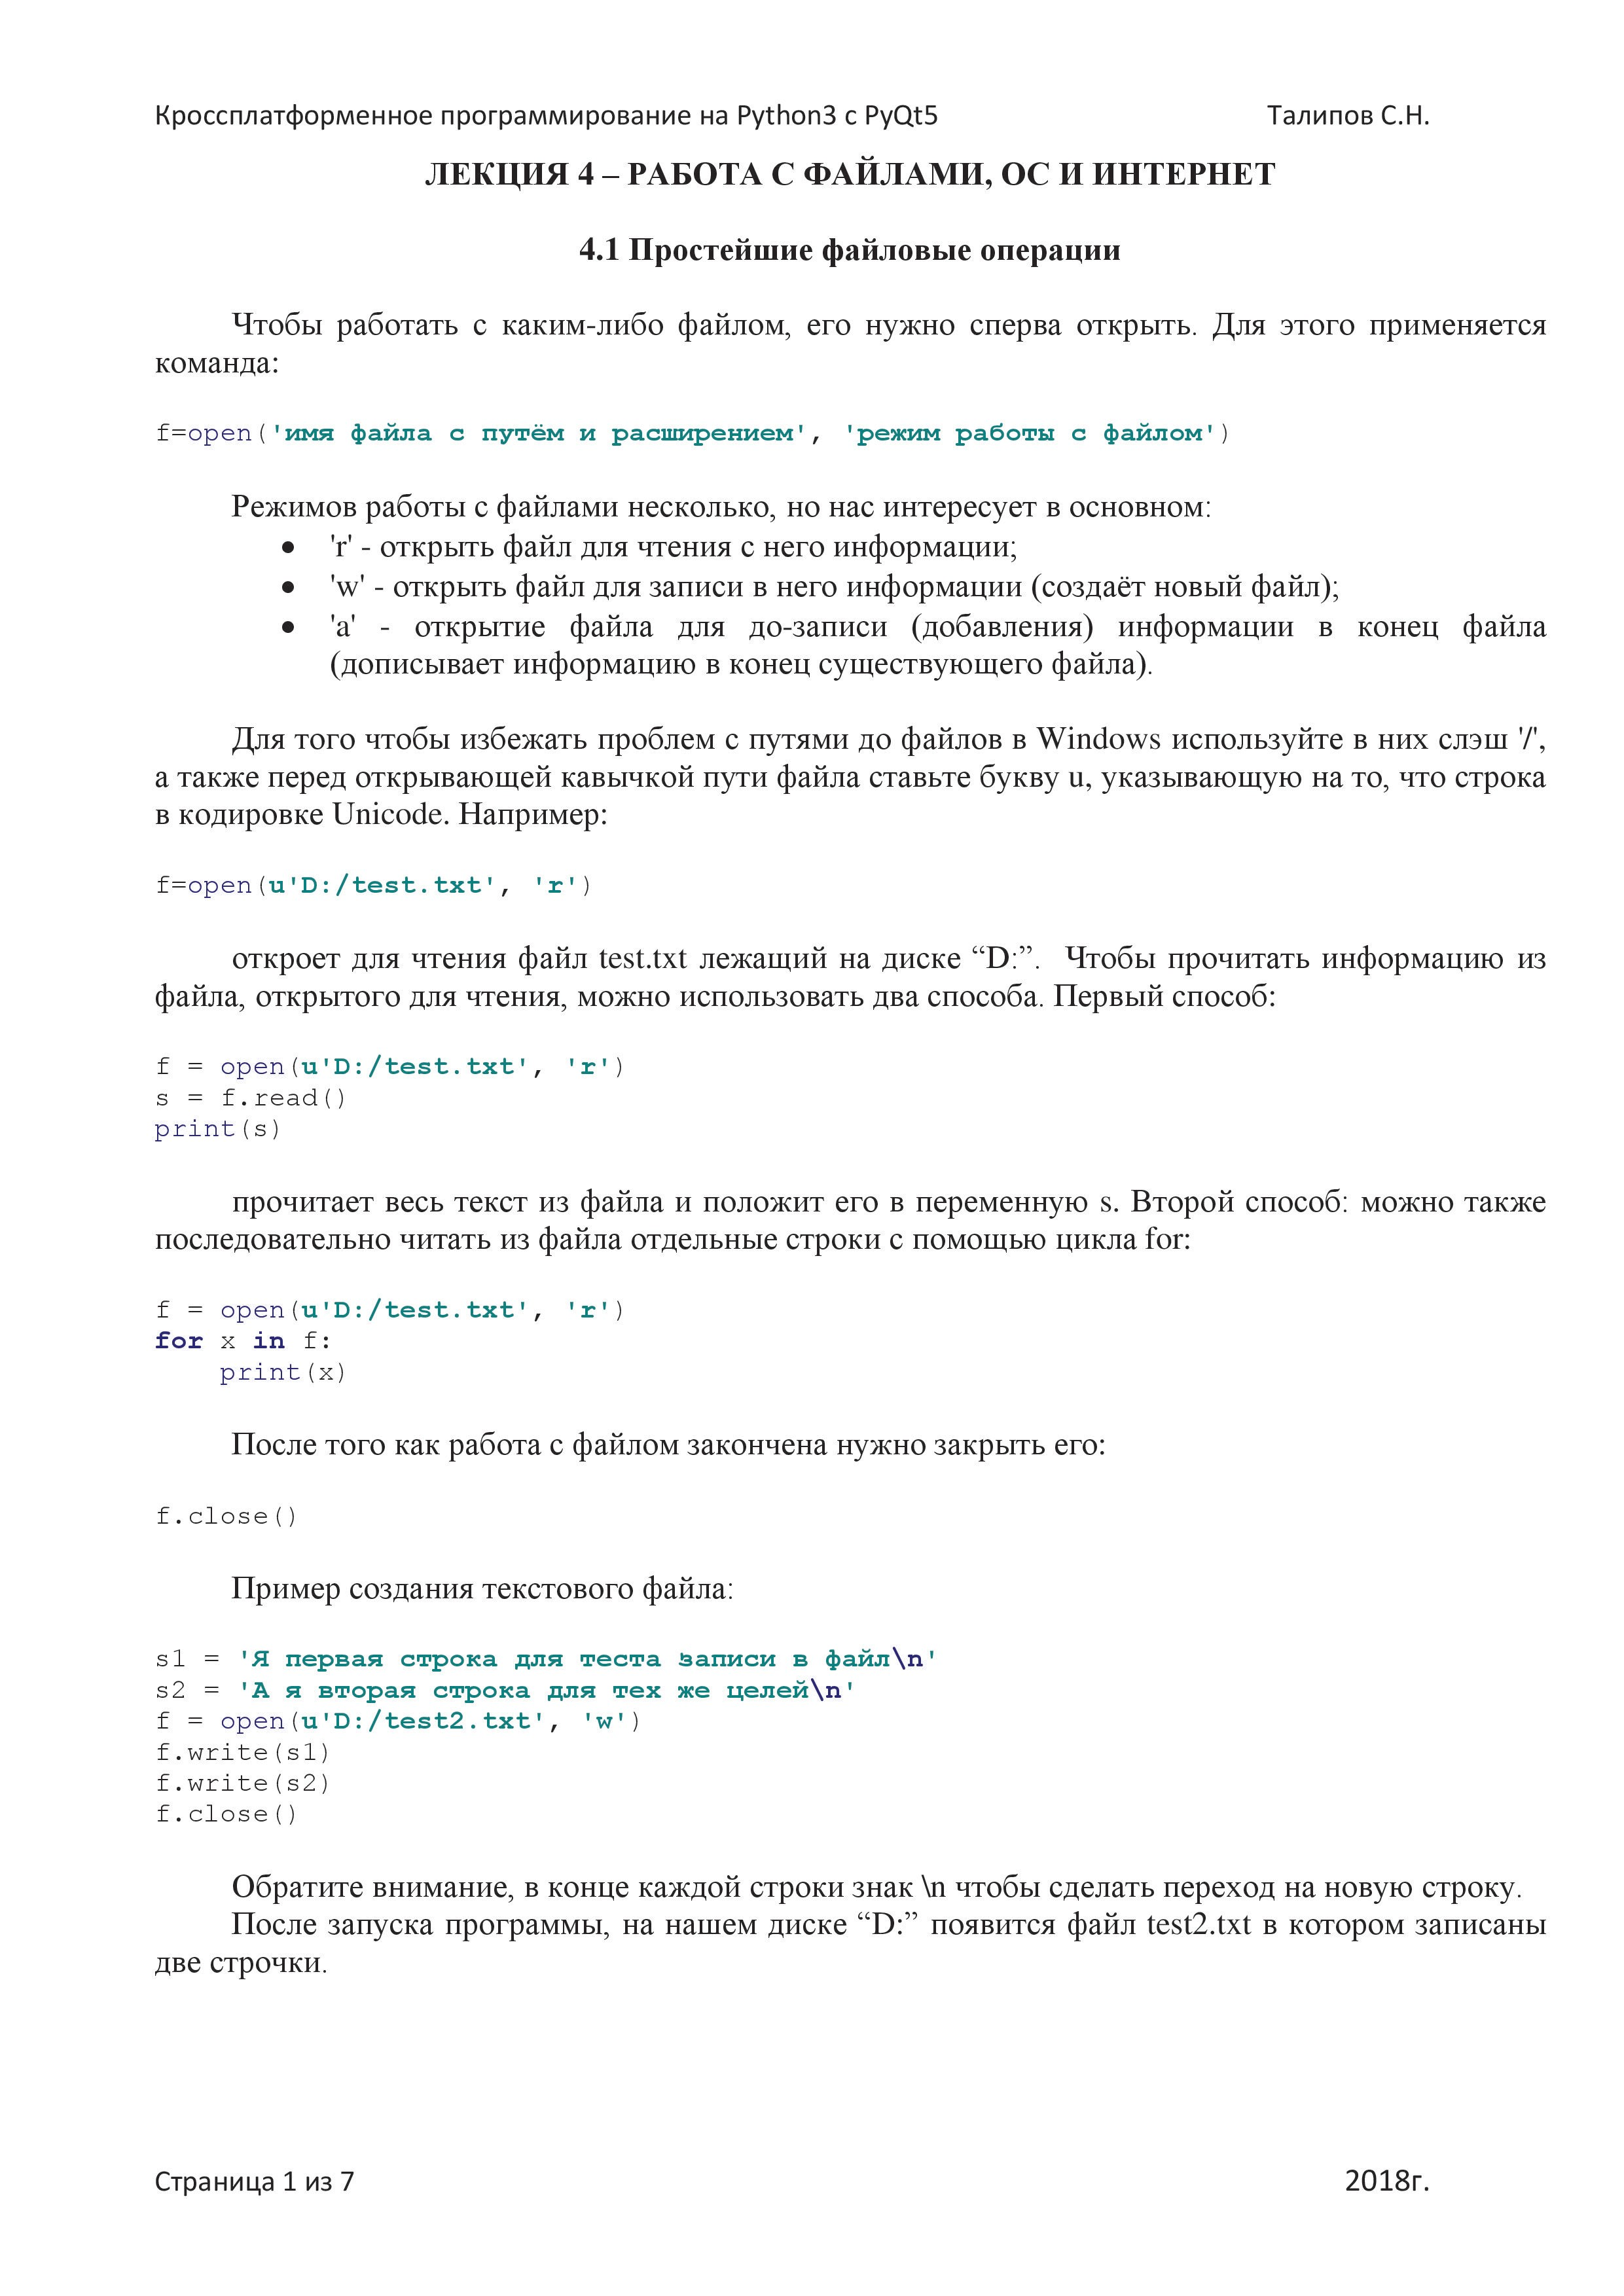 Кроссплатформенное программирование на Python3 с PyQt5 Талипов С.Н.
ЛЕКЦИЯ 4 – РАБОТА С ФАЙЛАМИ, ОС И ИНТЕРНЕТ
4.1 Простейшие файловые операции
Чтобы работать с каким-либо файлом, его нужно сперва открыть. Для этого применяется
команда:
f=open('имя файла с путём и расширением', 'режим работы с файлом')
Режимов работы с файлами несколько, но нас интересует в основном:
• 'r' - открыть файл для чтения с него информации;
• 'w' - открыть файл для записи в него информации (создаёт новый файл);
• 'a' - открытие файла для до-записи (добавления) информации в конец файла
(дописывает информацию в конец существующего файла).
Для того чтобы избежать проблем с путями до файлов в Windows используйте в них слэш '/',
а также перед открывающей кавычкой пути файла ставьте букву u, указывающую на то, что строка
в кодировке Unicode. Например:
f=open(u'D:/test.txt', 'r')
откроет для чтения файл test.txt лежащий на диске “D:”. Чтобы прочитать информацию из
файла, открытого для чтения, можно использовать два способа. Первый способ:
f = open(u'D:/test.txt', 'r')
s = f.read()
print(s)
прочитает весь текст из файла и положит его в переменную s. Второй способ: можно также
последовательно читать из файла отдельные строки с помощью цикла for:
f = open(u'D:/test.txt', 'r')
for x in f:
    print(x)
После того как работа с файлом закончена нужно закрыть его:
f.close()
Пример создания текстового файла:
s1 = 'Я первая строка для теста записи в файл\n'
s2 = 'А я вторая строка для тех же целей\n'
f = open(u'D:/test2.txt', 'w')
f.write(s1)
f.write(s2)
f.close()
Обратите внимание, в конце каждой строки знак \n чтобы сделать переход на новую строку.
После запуска программы, на нашем диске “D:” появится файл test2.txt в котором записаны
две строчки.
Страница 1 из 7 2018г.